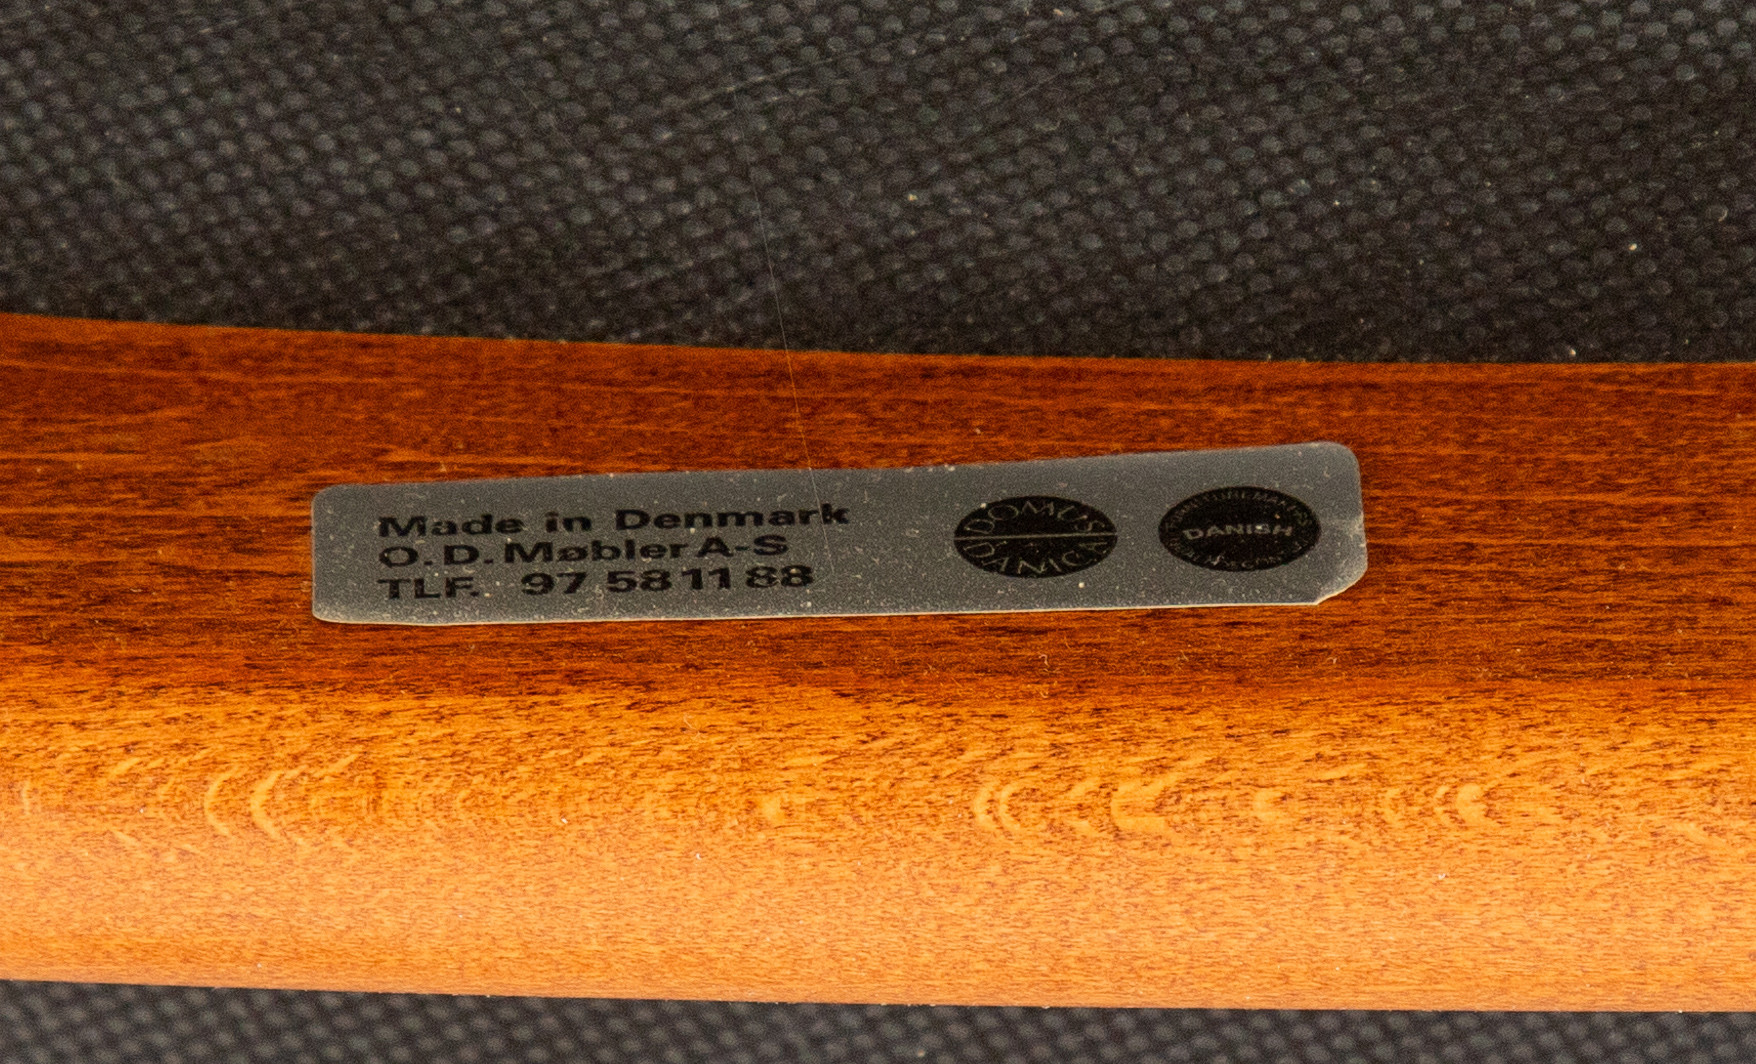 Made in Denmark
O.D. Møbler A-S
TLF. 97 58 11 88
DOMUS
DANICA
DANISH